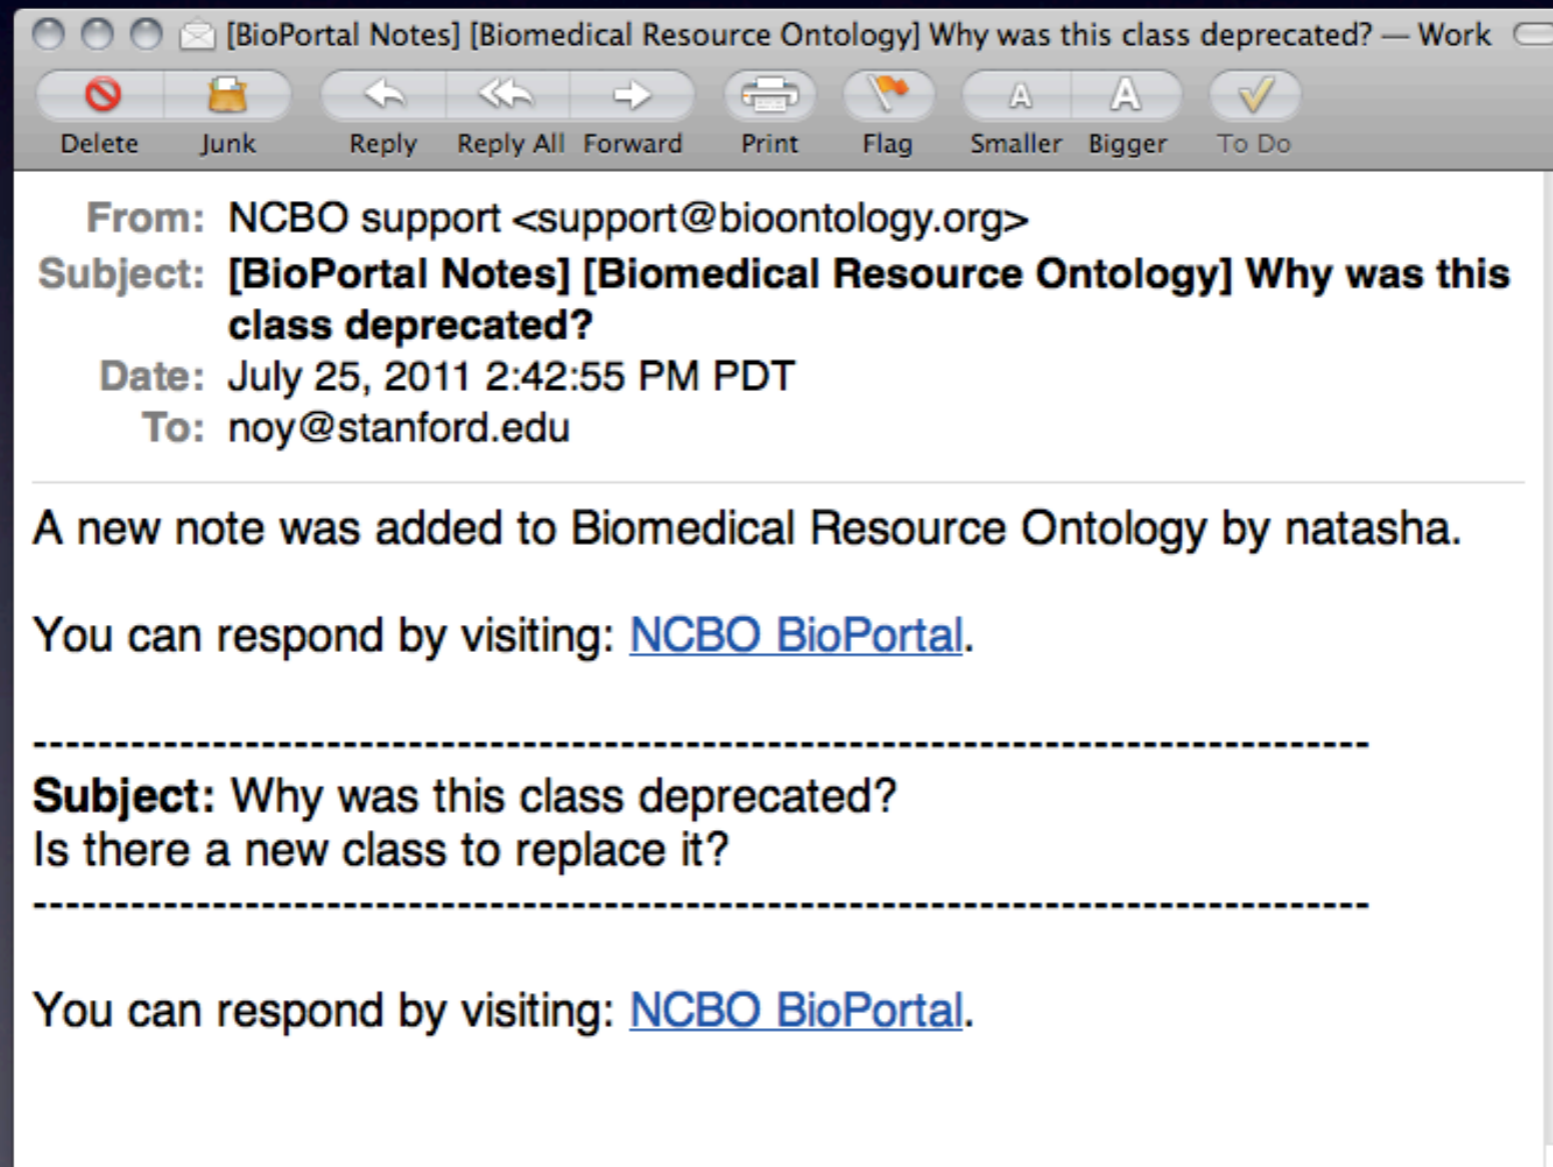 [BioPortal Notes] [Biomedical Resource Ontology] Why was this class deprecated? — Work
Delete Junk Reply Reply All Forward Print Flag Smaller Bigger To Do
From: NCBO support <support@bioontology.org>
Subject: [BioPortal Notes] [Biomedical Resource Ontology] Why was this
class deprecated?
Date: July 25, 2011 2:42:55 PM PDT
To: noy@stanford.edu
A new note was added to Biomedical Resource Ontology by natasha.
You can respond by visiting: NCBO BioPortal.
----------------------------------------------------------------------------------
Subject: Why was this class deprecated?
Is there a new class to replace it?
----------------------------------------------------------------------------------
You can respond by visiting: NCBO BioPortal.